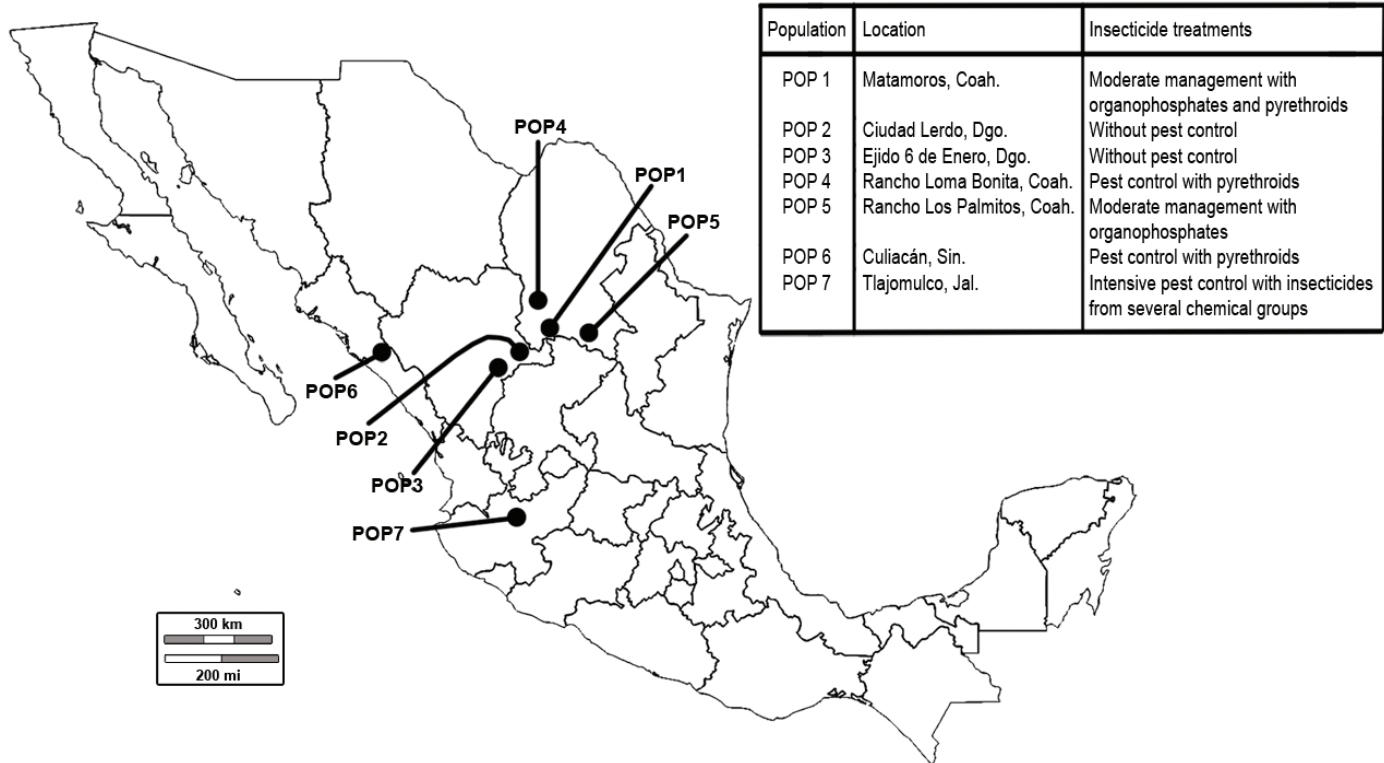 Population Location Insecticide treatments
POP 1 Matamoros, Coah. Moderate management with
organophosphates and pyrethroids
POP 2 Ciudad Lerdo, Dgo. Without pest control
POP 3 Ejido 6 de Enero, Dgo. Without pest control
POP 4 Rancho Loma Bonita, Coah. Pest control with pyrethroids
POP 5 Rancho Los Palmitos, Coah. Moderate management with
organophosphates
POP 6 Culiacán, Sin. Pest control with pyrethroids
POP 7 Tlajomulco, Jal. Intensive pest control with insecticides
from several chemical groups
POP4
POP1
POP5
POP6
POP2
POP3
POP7
300 km
200 mi